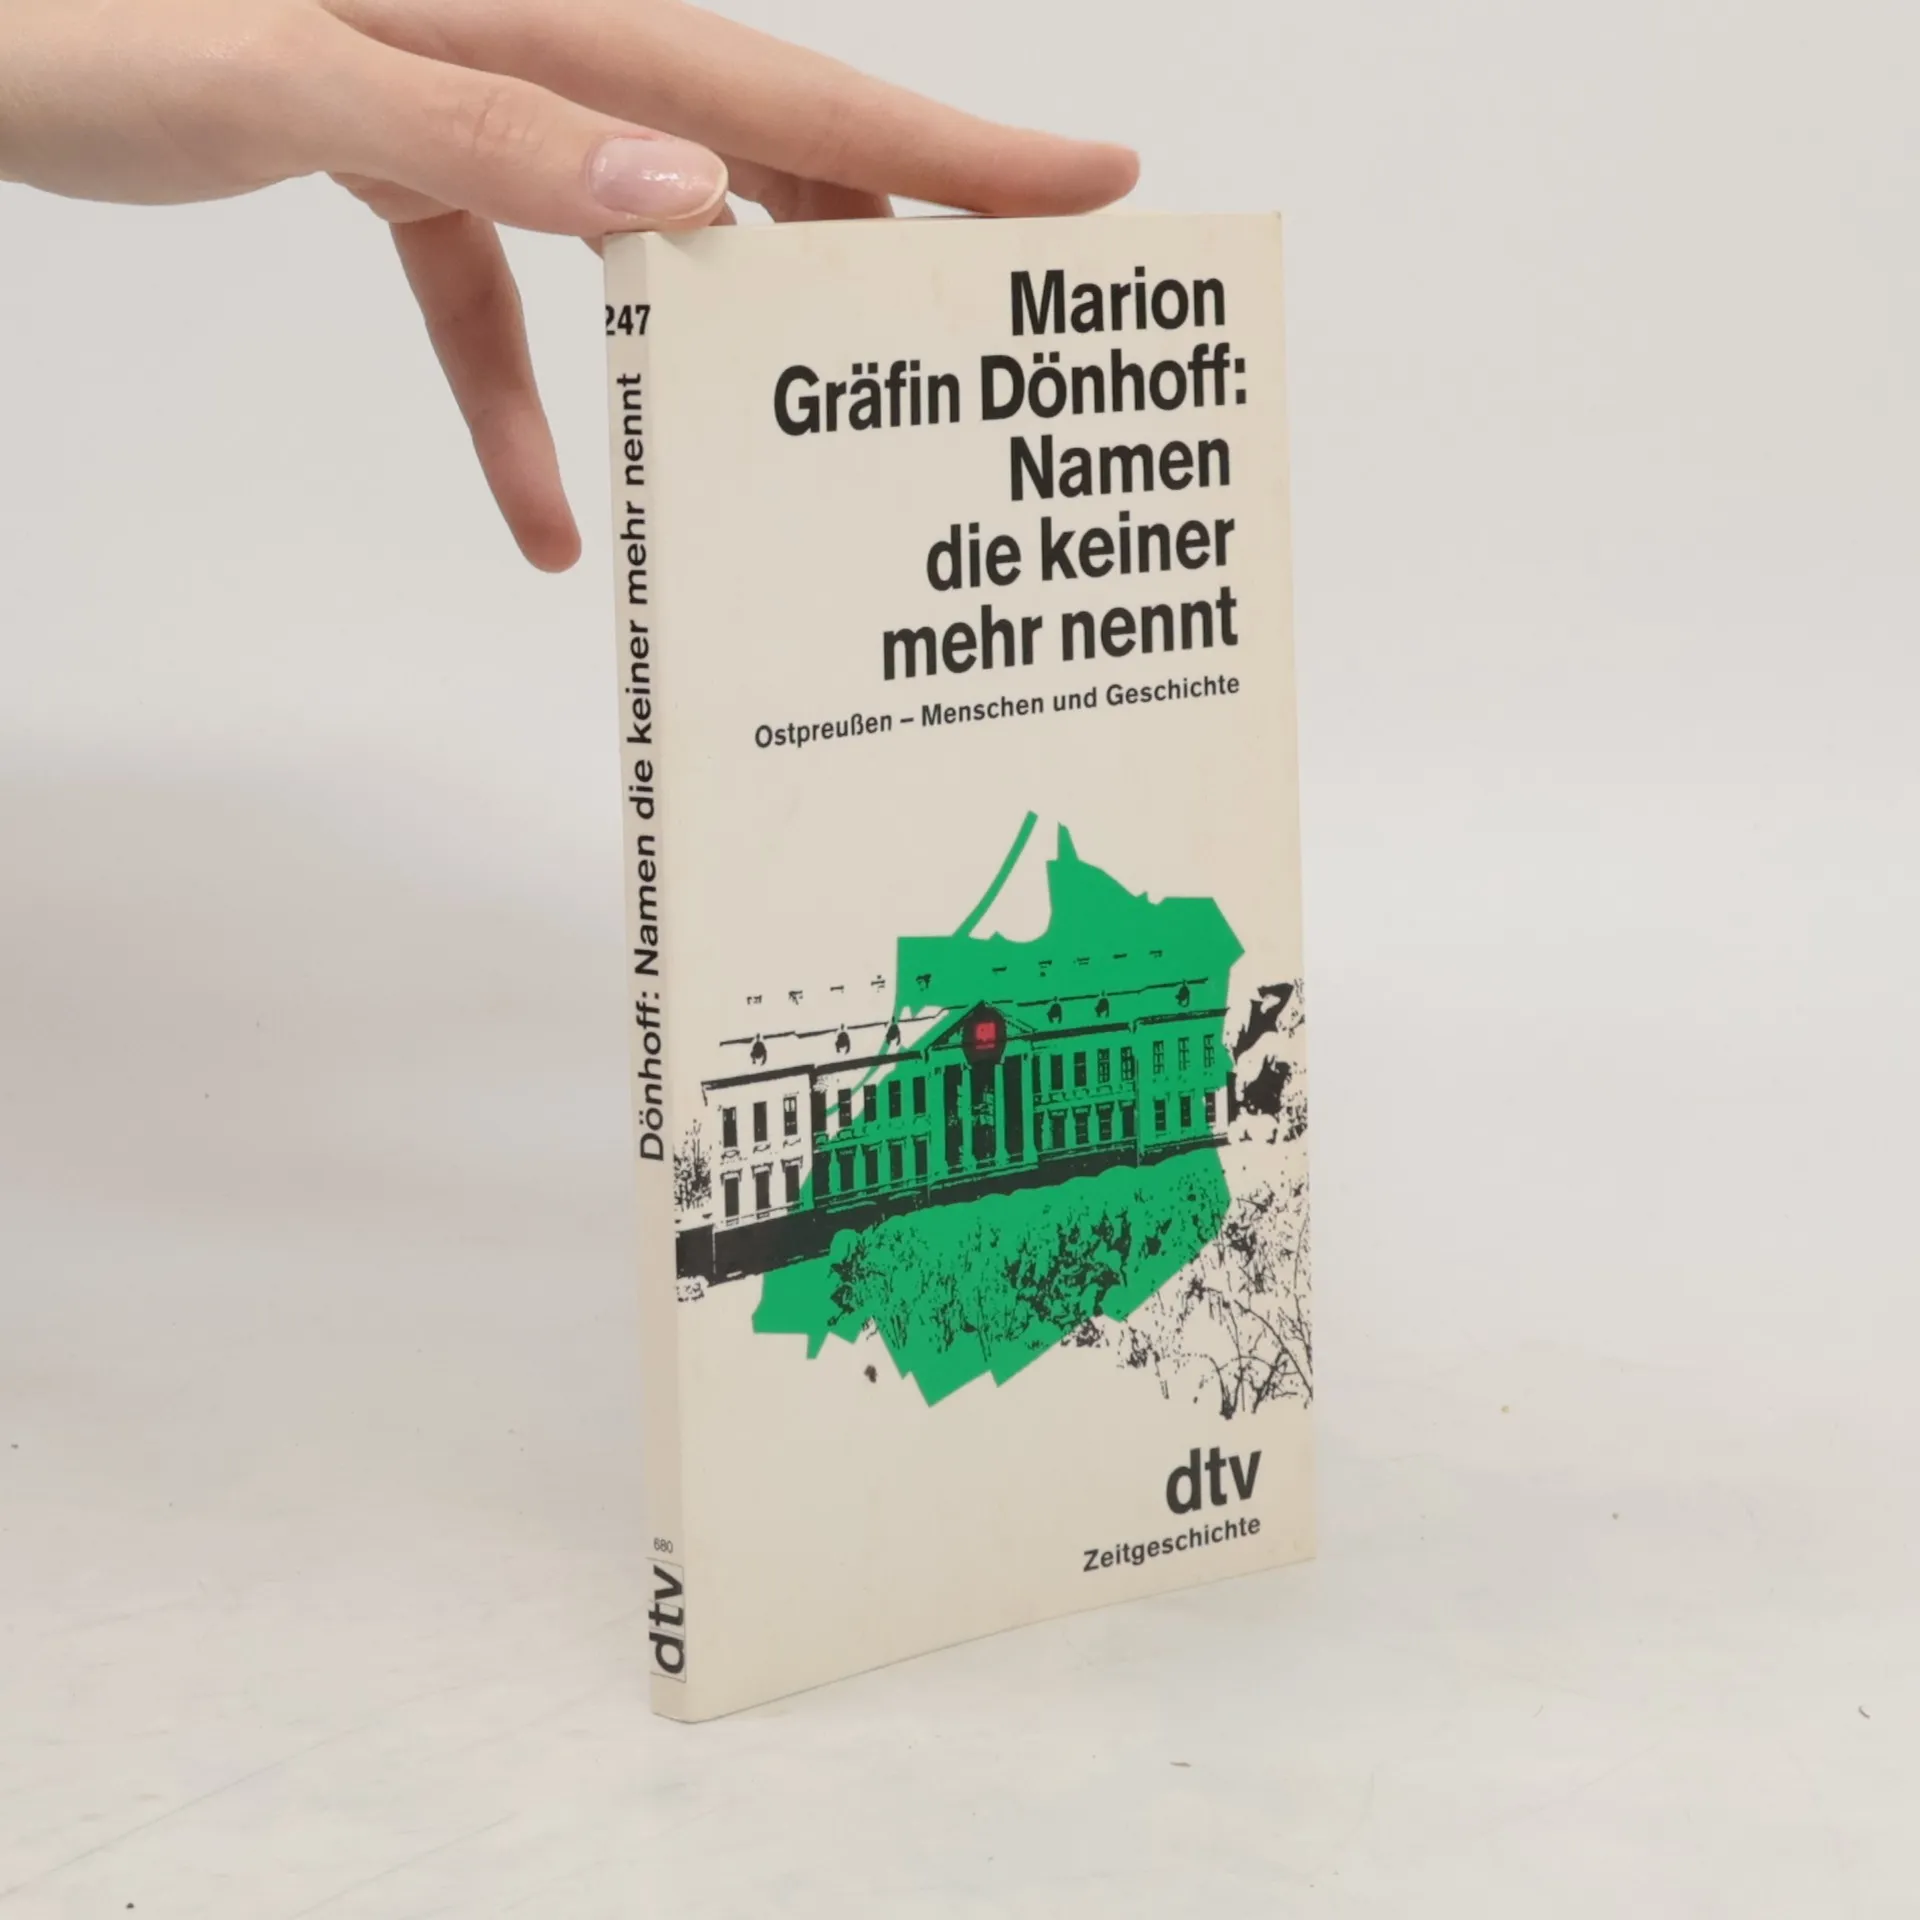 247
Dönhoff: Namen die keiner mehr nennt
680
dtv
Marion
Gräfin Dönhoff:
Namen
die keiner
mehr nennt
Ostpreußen – Menschen und Geschichte
dtv
Zeitgeschichte